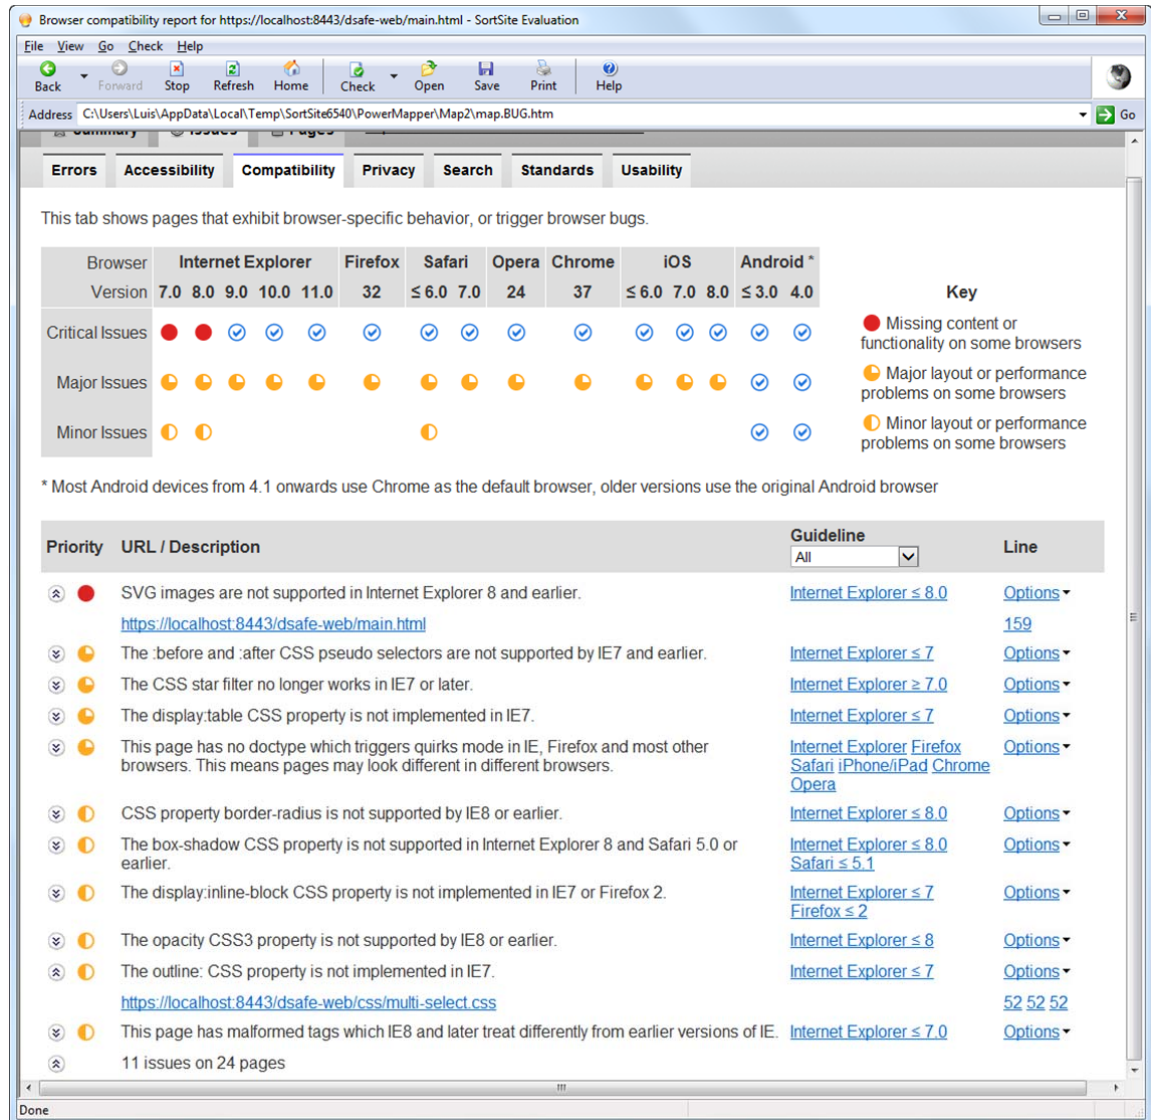 Browser compatibility report for https://localhost:8443/dsafe-web/main.html - SortSite Evaluation
File View Go Check Help
Back Forward Stop Refresh Home Check Open Save Print Help
Address C:\Users\Luis\AppData\Local\Temp\SortSite6540\PowerMapper\Map2\map.BUG.htm Go
Summary Issues Pages
Errors Accessibility Compatibility Privacy Search Standards Usability
This tab shows pages that exhibit browser-specific behavior, or trigger browser bugs.
Browser Internet Explorer Firefox Safari Opera Chrome iOS Android *
Version 7.0 8.0 9.0 10.0 11.0 32 ≤ 6.0 7.0 24 37 ≤ 6.0 7.0 8.0 ≤ 3.0 4.0
Key
Critical Issues
Missing content or
functionality on some browsers
Major Issues
Major layout or performance
problems on some browsers
Minor Issues
Minor layout or performance
problems on some browsers
* Most Android devices from 4.1 onwards use Chrome as the default browser, older versions use the original Android browser
Priority URL / Description Guideline Line
All
SVG images are not supported in Internet Explorer 8 and earlier. Internet Explorer ≤ 8.0 Options
https://localhost:8443/dsafe-web/main.html 159
The :before and :after CSS pseudo selectors are not supported by IE7 and earlier. Internet Explorer ≤ 7 Options
The CSS star filter no longer works in IE7 or later. Internet Explorer ≥ 7.0 Options
The display:table CSS property is not implemented in IE7. Internet Explorer ≤ 7 Options
This page has no doctype which triggers quirks mode in IE, Firefox and most other Internet Explorer Firefox Options
browsers. This means pages may look different in different browsers. Safari iPhone/iPad Chrome
Opera
CSS property border-radius is not supported by IE8 or earlier. Internet Explorer ≤ 8.0 Options
The box-shadow CSS property is not supported in Internet Explorer 8 and Safari 5.0 or Internet Explorer ≤ 8.0 Options
earlier. Safari ≤ 5.1
The display:inline-block CSS property is not implemented in IE7 or Firefox 2. Internet Explorer ≤ 7 Options
Firefox ≤ 2
The opacity CSS3 property is not supported by IE8 or earlier. Internet Explorer ≤ 8 Options
The outline: CSS property is not implemented in IE7. Internet Explorer ≤ 7 Options
https://localhost:8443/dsafe-web/css/multi-select.css 52 52 52
This page has malformed tags which IE8 and later treat differently from earlier versions of IE. Internet Explorer ≤ 7.0 Options
11 issues on 24 pages
Done